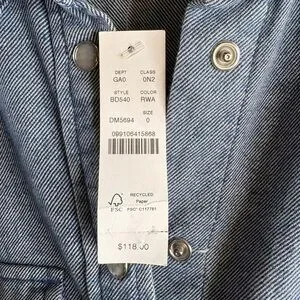 DEPT CLASS
GA0 0N2
STYLE COLOR
BD540 RWA
SIZE
DM5694 0
099106415868
RECYCLED
Paper
FSC FSC® C117781
$118.00